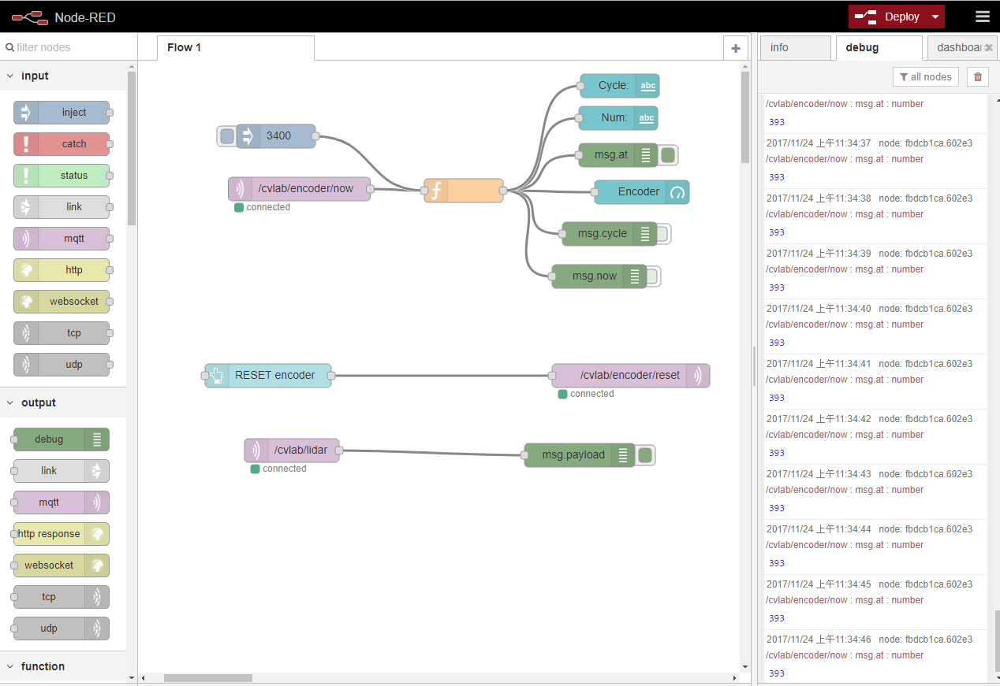 Node-RED
Deploy
filter nodes
Flow 1
+
info
debug
dashboa
all nodes
input
inject
catch
status
link
mqtt
http
websocket
tcp
udp
output
debug
link
mqtt
http response
websocket
tcp
udp
function
3400
/cvlab/encoder/now
connected
f
Cycle:
abc
Num:
abc
msg.at
Encoder
msg.cycle
msg.now
RESET encoder
/cvlab/encoder/reset
connected
/cvlab/lidar
connected
msg.payload
/cvlab/encoder/now : msg.at : number
393
2017/11/24 上午11:34:37 node: fbdcb1ca.602e3
/cvlab/encoder/now : msg.at : number
393
2017/11/24 上午11:34:38 node: fbdcb1ca.602e3
/cvlab/encoder/now : msg.at : number
393
2017/11/24 上午11:34:39 node: fbdcb1ca.602e3
/cvlab/encoder/now : msg.at : number
393
2017/11/24 上午11:34:40 node: fbdcb1ca.602e3
/cvlab/encoder/now : msg.at : number
393
2017/11/24 上午11:34:41 node: fbdcb1ca.602e3
/cvlab/encoder/now : msg.at : number
393
2017/11/24 上午11:34:42 node: fbdcb1ca.602e3
/cvlab/encoder/now : msg.at : number
393
2017/11/24 上午11:34:43 node: fbdcb1ca.602e3
/cvlab/encoder/now : msg.at : number
393
2017/11/24 上午11:34:44 node: fbdcb1ca.602e3
/cvlab/encoder/now : msg.at : number
393
2017/11/24 上午11:34:45 node: fbdcb1ca.602e3
/cvlab/encoder/now : msg.at : number
393
2017/11/24 上午11:34:46 node: fbdcb1ca.602e3
/cvlab/encoder/now : msg.at : number
393